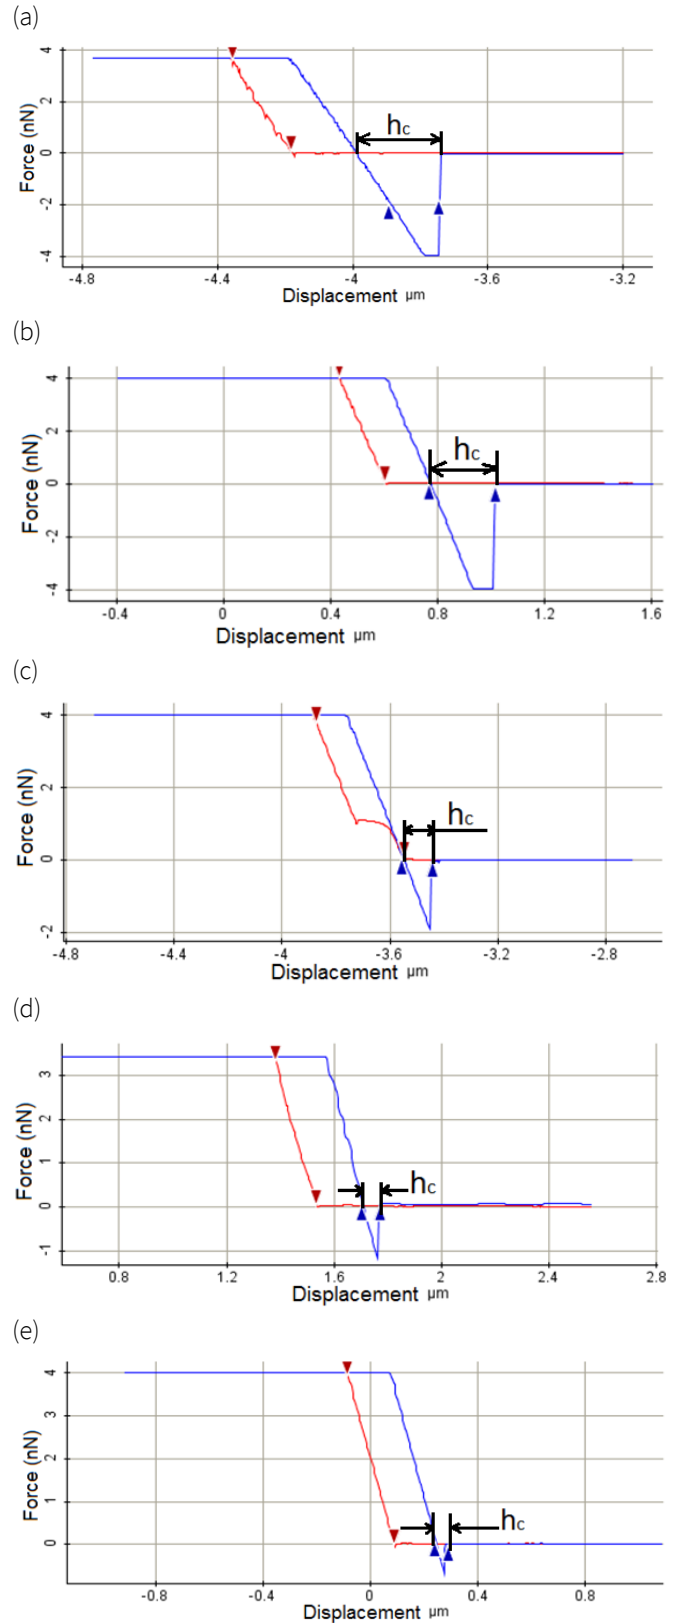 (a)
4
2
0
-2
-4
Force (nN)
hc
-4.8 -4.4 -4 -3.6 -3.2
Displacement µm
(b)
4
2
0
-2
-4
Force (nN)
hc
-0.4 0 0.4 0.8 1.2 1.6
Displacement µm
(c)
4
2
0
-2
Force (nN)
hc
-4.8 -4.4 -4 -3.6 -3.2 -2.8
Displacement µm
(d)
3
2
1
0
-1
Force (nN)
hc
0.8 1.2 1.6 2 2.4 2.8
Displacement µm
(e)
4
3
2
1
0
Force (nN)
hc
-0.8 -0.4 0 0.4 0.8
Displacement µm